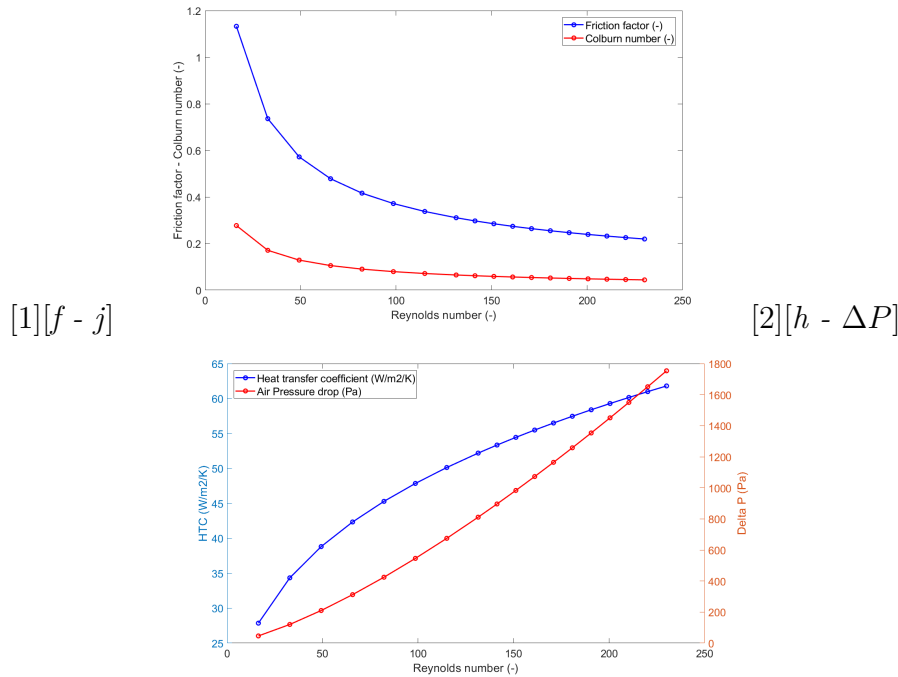 1.2
1
0.8
0.6
0.4
0.2
0
Friction factor - Colburn number (-)
Friction factor (-)
Colburn number (-)
0 50 100 150 200 250
Reynolds number (-)
[1][f - j]
[2][h - ΔP]
65
60
55
50
45
40
35
30
25
HTC (W/m2/K)
Heat transfer coefficient (W/m2/K)
Air Pressure drop (Pa)
1800
1600
1400
1200
1000
800
600
400
200
0
Delta P (Pa)
0 50 100 150 200 250
Reynolds number (-)